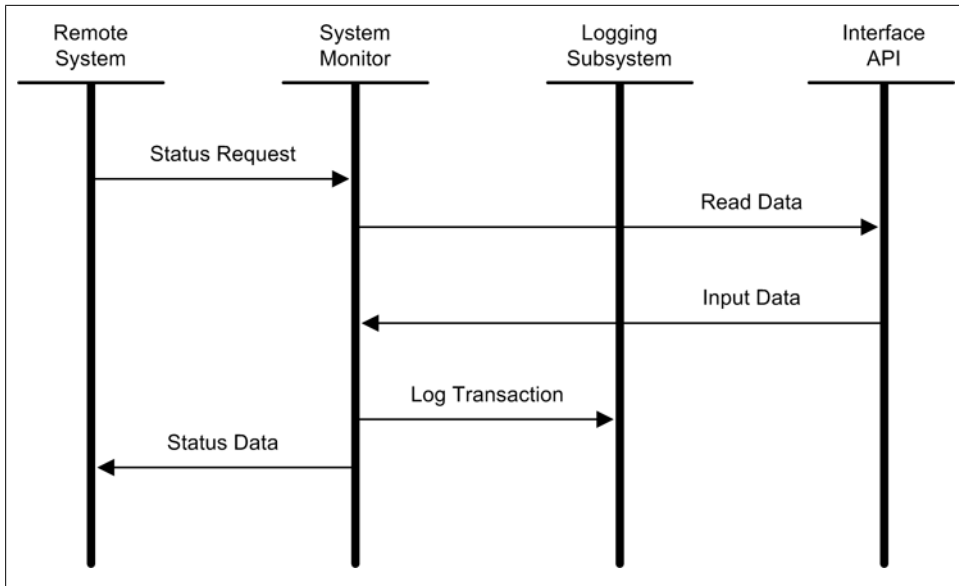 Remote
System
System
Monitor
Logging
Subsystem
Interface
API
Status Request
Read Data
Input Data
Log Transaction
Status Data